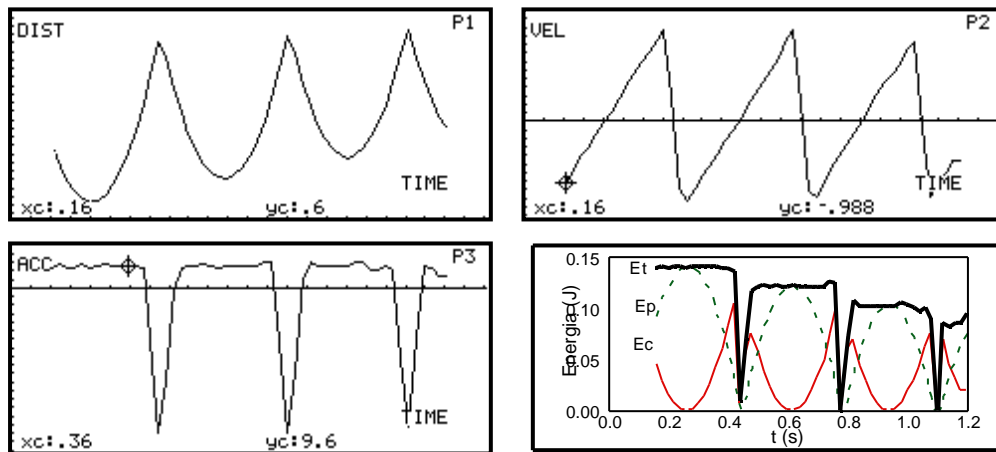 DIST P1
TIME
xc:.16 yc:.6
VEL P2
TIME
xc:.16 yc:-.988
ACC P3
TIME
xc:.36 yc:9.6
0.15
Et
Ep
0.10
Ec
0.05
0.00
Energia (J)
0.0 0.2 0.4 0.6 0.8 1.0 1.2
t (s)